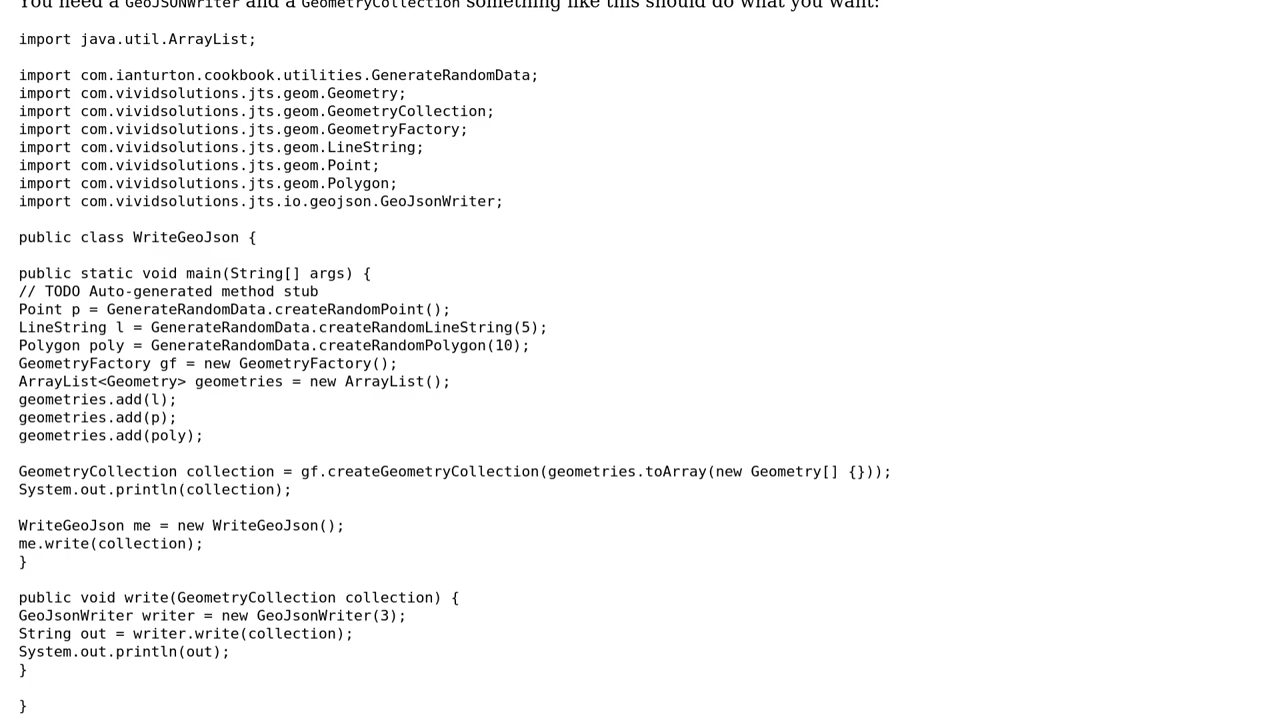 You need a GeoJSONWriter and a GeometryCollection something like this should do what you want:
import java.util.ArrayList;
import com.ianturton.cookbook.utilities.GenerateRandomData;
import com.vividsolutions.jts.geom.Geometry;
import com.vividsolutions.jts.geom.GeometryCollection;
import com.vividsolutions.jts.geom.GeometryFactory;
import com.vividsolutions.jts.geom.LineString;
import com.vividsolutions.jts.geom.Point;
import com.vividsolutions.jts.geom.Polygon;
import com.vividsolutions.jts.io.geojson.GeoJsonWriter;
public class WriteGeoJson {
public static void main(String[] args) {
// TODO Auto-generated method stub
Point p = GenerateRandomData.createRandomPoint();
LineString l = GenerateRandomData.createRandomLineString(5);
Polygon poly = GenerateRandomData.createRandomPolygon(10);
GeometryFactory gf = new GeometryFactory();
ArrayList<Geometry> geometries = new ArrayList();
geometries.add(l);
geometries.add(p);
geometries.add(poly);
GeometryCollection collection = gf.createGeometryCollection(geometries.toArray(new Geometry[] {}));
System.out.println(collection);
WriteGeoJson me = new WriteGeoJson();
me.write(collection);
}
public void write(GeometryCollection collection) {
GeoJsonWriter writer = new GeoJsonWriter(3);
String out = writer.write(collection);
System.out.println(out);
}
}